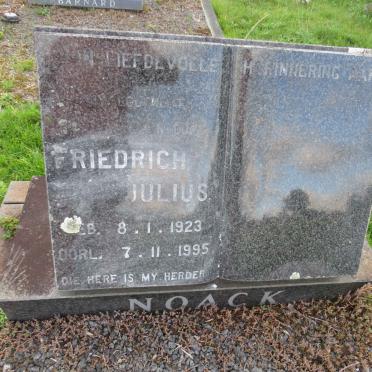 BARNARD
IN LIEFDEVOLLE HERINNERING AAN
FRIEDRICH
JULIUS
GEB. 8.1.1923
OORL. 7.11.1995
DIE HERE IS MY HERDER
NOACK